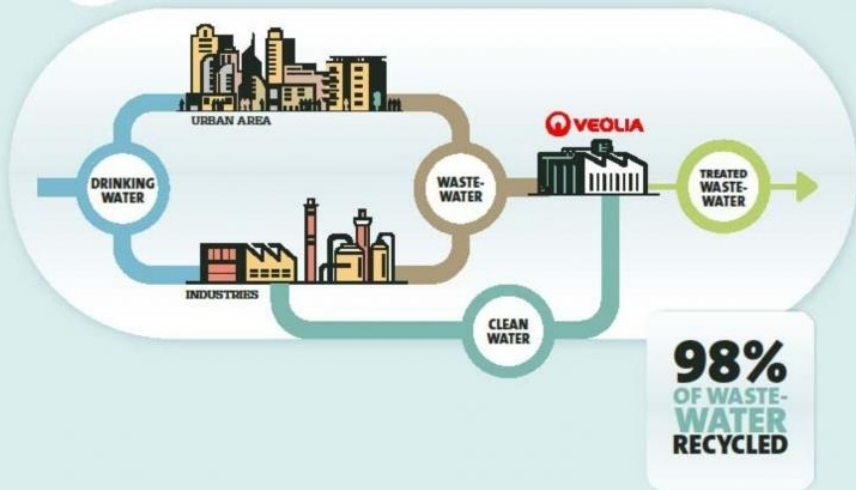 URBAN AREA
VEOLIA
DRINKING
WATER
WASTE-
WATER
TREATED
WASTE-
WATER
INDUSTRIES
CLEAN
WATER
98%
OF WASTE-
WATER
RECYCLED